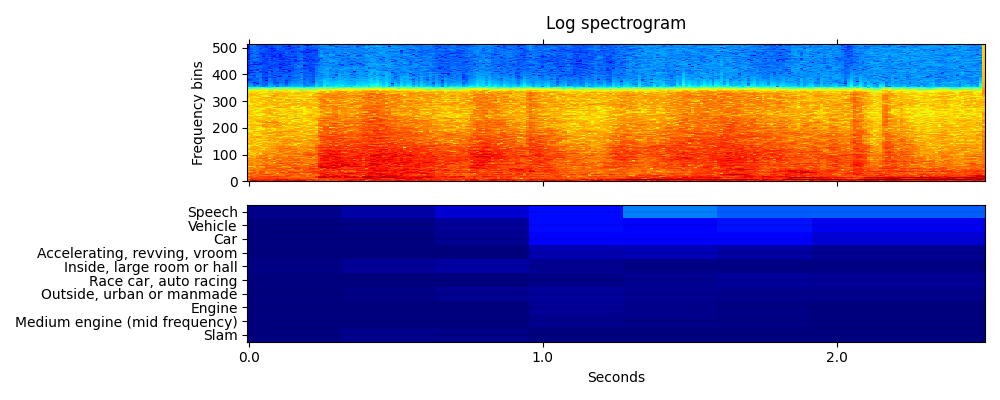 Log spectrogram
500
400
300
200
100
0
Frequency bins
Speech
Vehicle
Car
Accelerating, revving, vroom
Inside, large room or hall
Race car, auto racing
Outside, urban or manmade
Engine
Medium engine (mid frequency)
Slam
0.0 1.0 2.0
Seconds